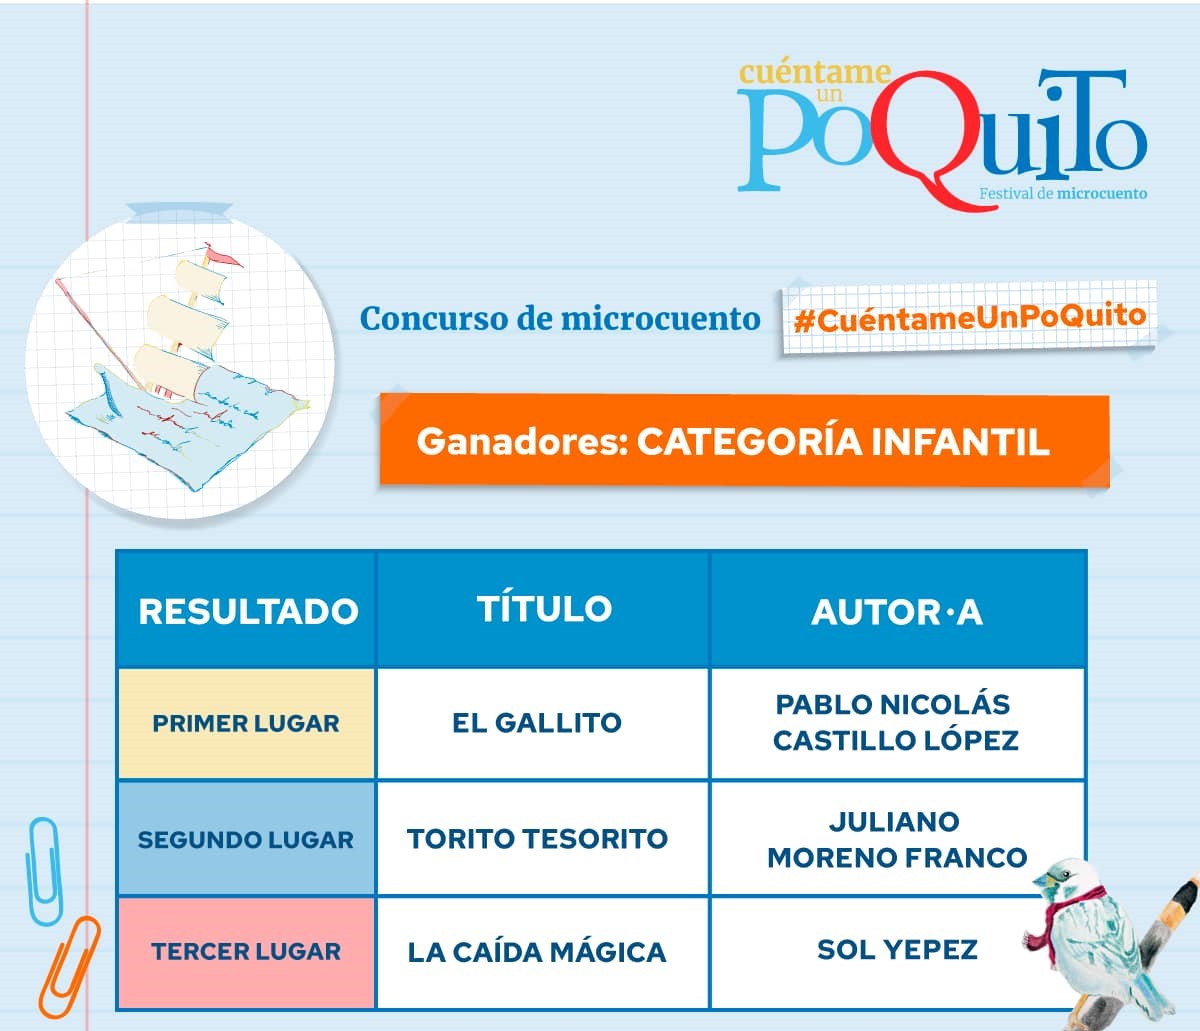 cuéntame
un
PoQuiTo
Festival de microcuento
Concurso de microcuento #CuéntameUnPoQuito
Ganadores: CATEGORÍA INFANTIL
RESULTADO TÍTULO AUTOR·A
PRIMER LUGAR EL GALLITO PABLO NICOLÁS
CASTILLO LÓPEZ
SEGUNDO LUGAR TORITO TESORITO JULIANO
MORENO FRANCO
TERCER LUGAR LA CAÍDA MÁGICA SOL YEPEZ